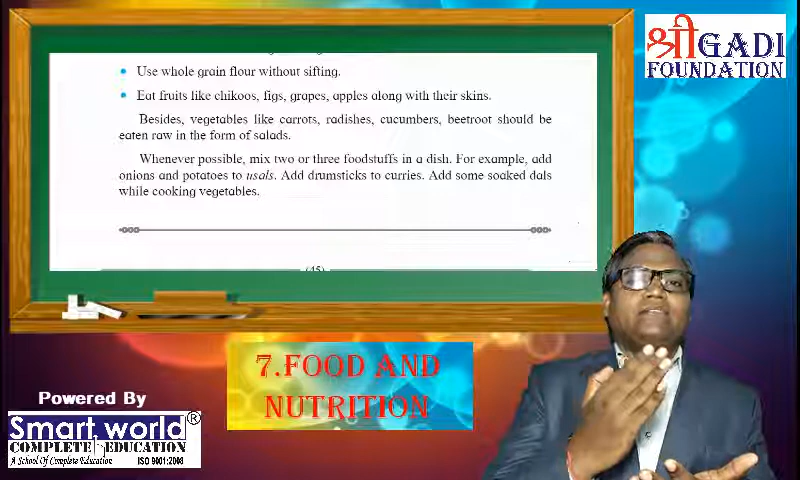 श्रीGADI
FOUNDATION
• Use whole grain flour without sifting.
• Eat fruits like chikoos, figs, grapes, apples along with their skins.
Besides, vegetables like carrots, radishes, cucumbers, beetroot should be
eaten raw in the form of salads.
Whenever possible, mix two or three foodstuffs in a dish. For example, add
onions and potatoes to usals. Add drumsticks to curries. Add some soaked dals
while cooking vegetables.
(45)
7.FOOD AND
NUTRITION
Powered By
Smart world®
COMPLETE EDUCATION
A School Of Complete Education ISO 9001:2008